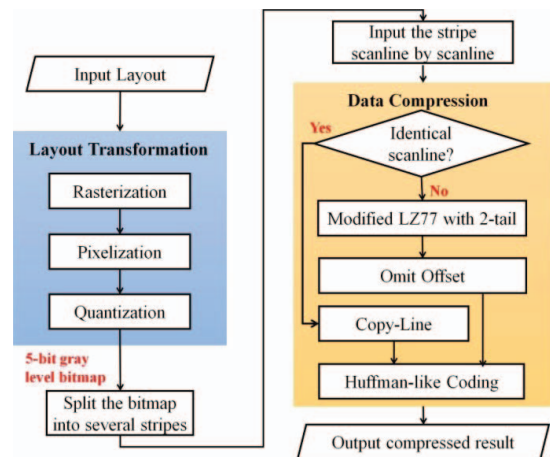 Input Layout
Layout Transformation
Rasterization
Pixelization
Quantization
5-bit gray
level bitmap
Split the bitmap
into several stripes
Input the stripe
scanline by scanline
Data Compression
Yes
Identical
scanline?
No
Modified LZ77 with 2-tail
Omit Offset
Copy-Line
Huffman-like Coding
Output compressed result